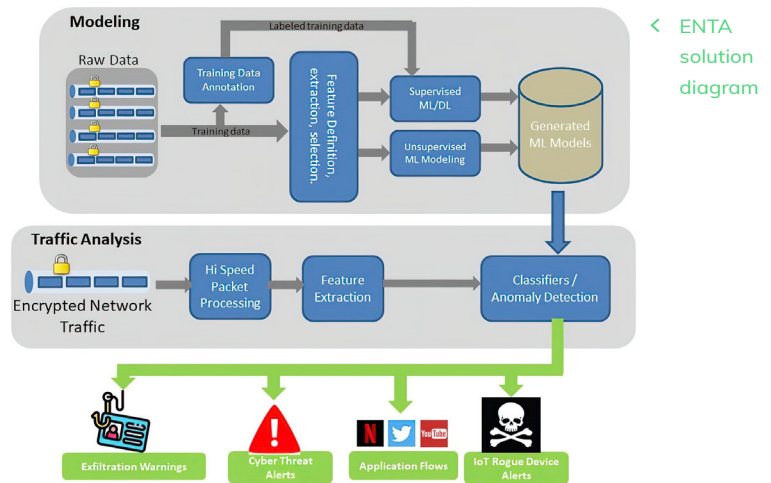 Modeling
Labeled training data
Raw Data
Training Data
Annotation
Training data
Feature Definition,
extraction, selection.
Supervised
ML/DL
Unsupervised
ML Modeling
Generated
ML Models
< ENTA
solution
diagram
Traffic Analysis
Encrypted Network
Traffic
Hi Speed
Packet
Processing
Feature
Extraction
Classifiers /
Anomaly Detection
N
YouTube
Exfiltration Warnings
Cyber Threat
Alerts
Application Flows
IoT Rogue Device
Alerts